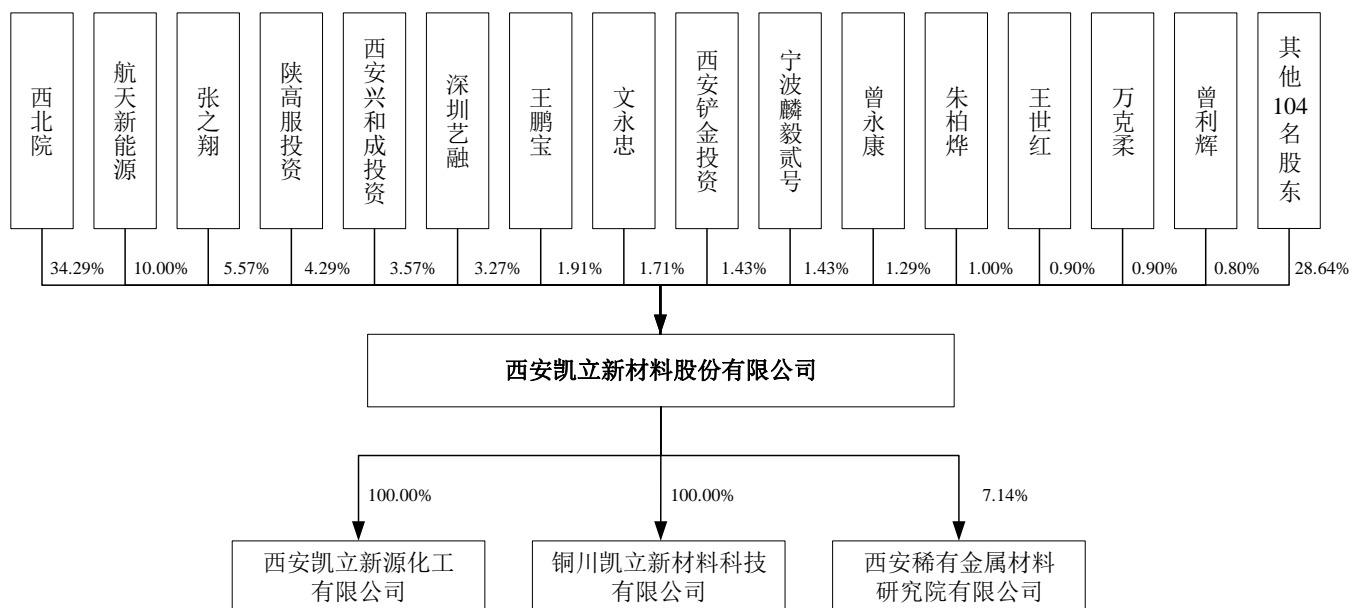 西北院
航天新能源
张之翔
陕高服投资
西安兴和成投资
深圳艺融
王鹏宝
文永忠
西安铲金投资
宁波麟毅贰号
曾永康
朱柏烨
王世红
万克柔
曾利辉
其他104名股东
34.29%
10.00%
5.57%
4.29%
3.57%
3.27%
1.91%
1.71%
1.43%
1.43%
1.29%
1.00%
0.90%
0.90%
0.80%
28.64%
西安凯立新材料股份有限公司
100.00%
100.00%
7.14%
西安凯立新源化工
有限公司
铜川凯立新材料科技
有限公司
西安稀有金属材料
研究院有限公司